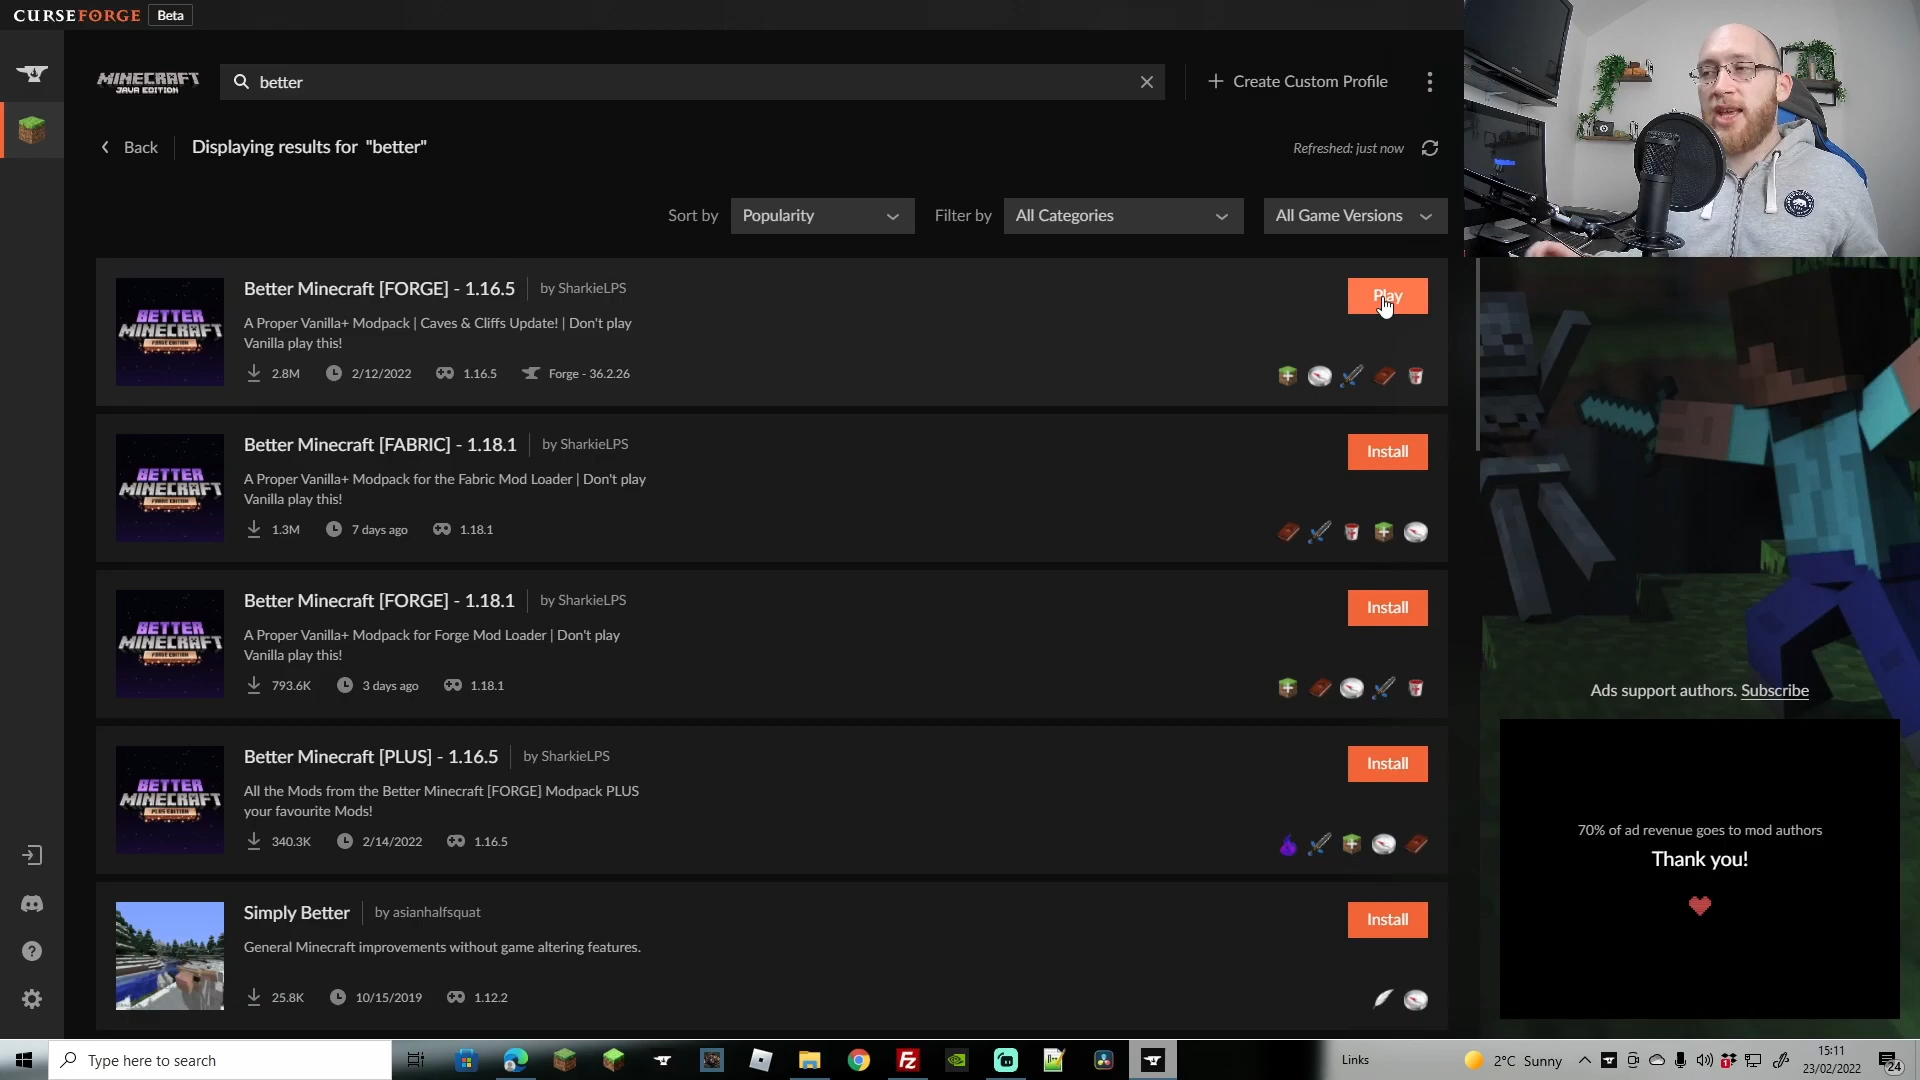 CURSEFORGE Beta
MINECRAFT
JAVA EDITION
better
Create Custom Profile
Back
Displaying results for "better"
Refreshed: just now
Sort by Popularity
Filter by All Categories
All Game Versions
BETTER
MINECRAFT
FORGE EDITION
Better Minecraft [FORGE] - 1.16.5 by SharkieLPS
A Proper Vanilla+ Modpack | Caves & Cliffs Update! | Don't play
Vanilla play this!
2.8M 2/12/2022 1.16.5 Forge - 36.2.26
Play
BETTER
MINECRAFT
FABRIC EDITION
Better Minecraft [FABRIC] - 1.18.1 by SharkieLPS
A Proper Vanilla+ Modpack for the Fabric Mod Loader | Don't play
Vanilla play this!
1.3M 7 days ago 1.18.1
Install
BETTER
MINECRAFT
FORGE EDITION
Better Minecraft [FORGE] - 1.18.1 by SharkieLPS
A Proper Vanilla+ Modpack for Forge Mod Loader | Don't play
Vanilla play this!
793.6K 3 days ago 1.18.1
Install
BETTER
MINECRAFT
PLUS EDITION
Better Minecraft [PLUS] - 1.16.5 by SharkieLPS
All the Mods from the Better Minecraft [FORGE] Modpack PLUS
your favourite Mods!
340.3K 2/14/2022 1.16.5
Install
Simply Better by asianhalfsquat
General Minecraft improvements without game altering features.
25.8K 10/15/2019 1.12.2
Install
Ads support authors. Subscribe
70% of ad revenue goes to mod authors
Thank you!
Type here to search
Links
2°C Sunny
15:11
23/02/2022
24